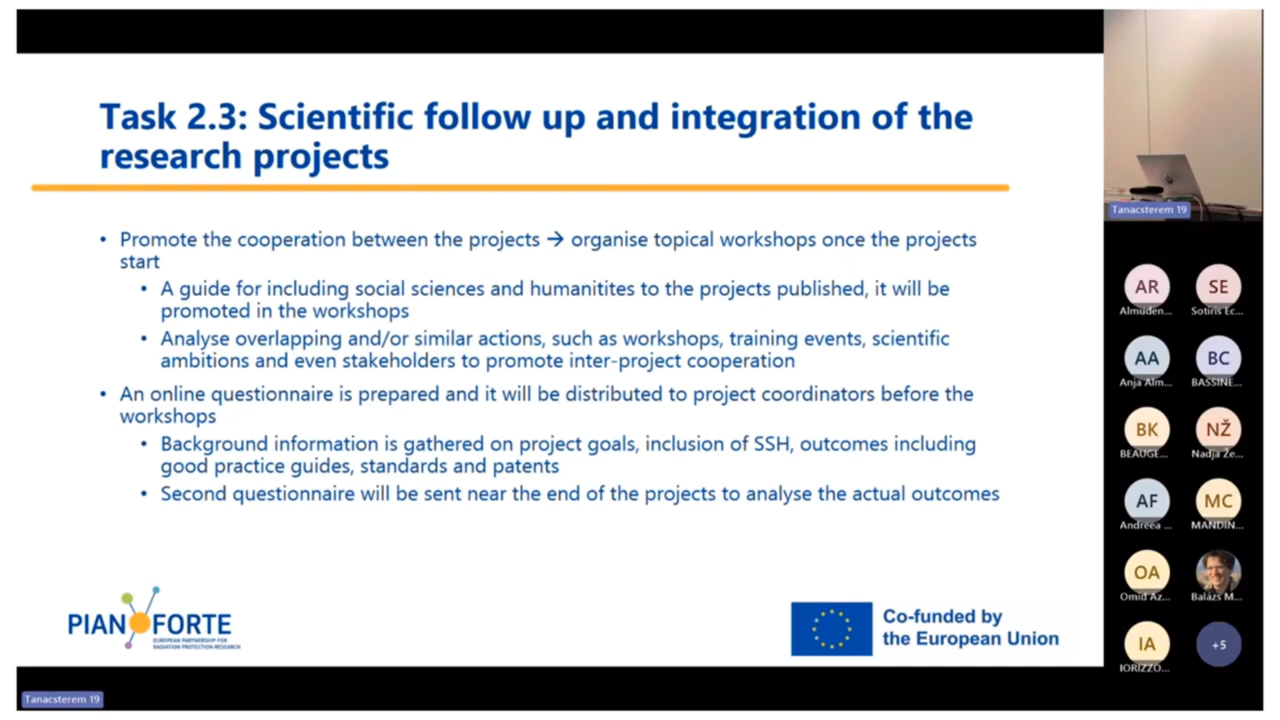 Task 2.3: Scientific follow up and integration of the
research projects
• Promote the cooperation between the projects → organise topical workshops once the projects
start
• A guide for including social sciences and humanitites to the projects published, it will be
promoted in the workshops
• Analyse overlapping and/or similar actions, such as workshops, training events, scientific
ambitions and even stakeholders to promote inter-project cooperation
• An online questionnaire is prepared and it will be distributed to project coordinators before the
workshops
• Background information is gathered on project goals, inclusion of SSH, outcomes including
good practice guides, standards and patents
• Second questionnaire will be sent near the end of the projects to analyse the actual outcomes
PIANOFORTE
EUROPEAN PARTNERSHIP FOR
RADIATION PROTECTION RESEARCH
Co-funded by
the European Union
Tanacsterem 19
Tanacsterem 19
AR SE
Almuden... Sotiris Ec...
AA BC
Anja Alm... BASSINE...
BK NŽ
BEAUGE... Nadja Že...
AF MC
Andreea ... MANDIN...
OA
Omid Az... Balázs M...
IA +5
IORIZZO...